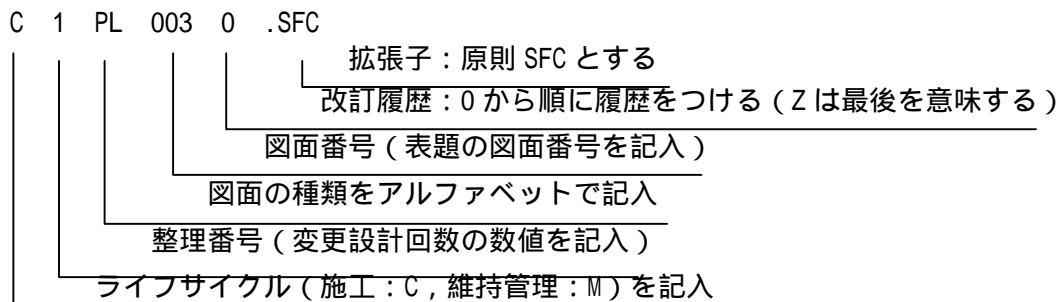 C 1 PL 003 0 .SFC
拡張子：原則 SFC とする
改訂履歴：0 から順に履歴をつける（Z は最後を意味する）
図面番号（表題の図面番号を記入）
図面の種類をアルファベットで記入
整理番号（変更設計回数の数値を記入）
ライフサイクル（施工：C，維持管理：M）を記入